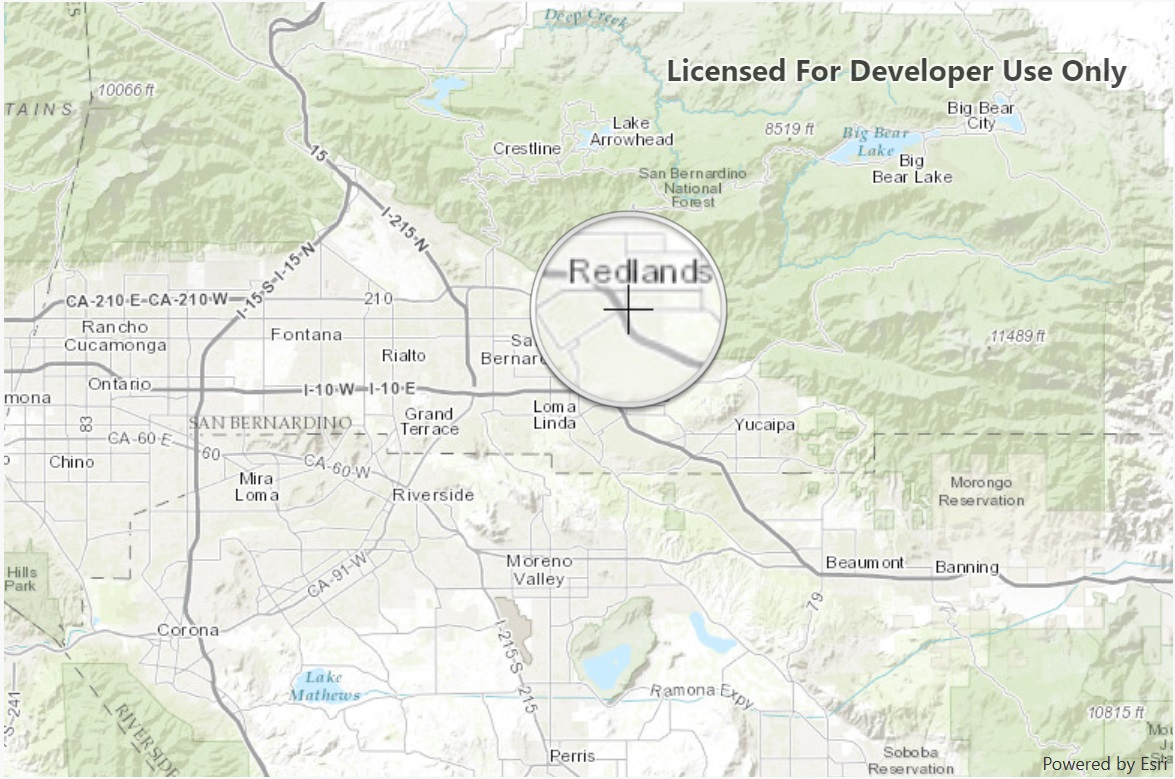 Deep Creek
Licensed For Developer Use Only
10066 ft
TAINS
Big Bear
City
Lake
Arrowhead
8519 ft
Big Bear
Lake
Crestline
15
Big
Bear Lake
San Bernardino
National
Forest
I-215-N
I-15-S-I-15-N
Redlands
CA-210 E-CA-210 W
210
Rancho
Cucamonga
Fontana
11489 ft
Rialto
Sa
Bernard
Ontario
I-10-W
I-10 E
mona
Loma
Linda
Grand
Terrace
83
SAN BERNARDINO
Yucaipa
CA-60 E
60
CA-60-W
Chino
Mira
Loma
Riverside
Morongo
Reservation
Moreno
Valley
Beaumont
Banning
Hills
Park
CA-91-W
79
Corona
I-215-S
215
Lake
Mathews
Ramona Expy
S-241
RIVERSIDE
10815 ft
Perris
Soboba
Reservation
Powered by Esri